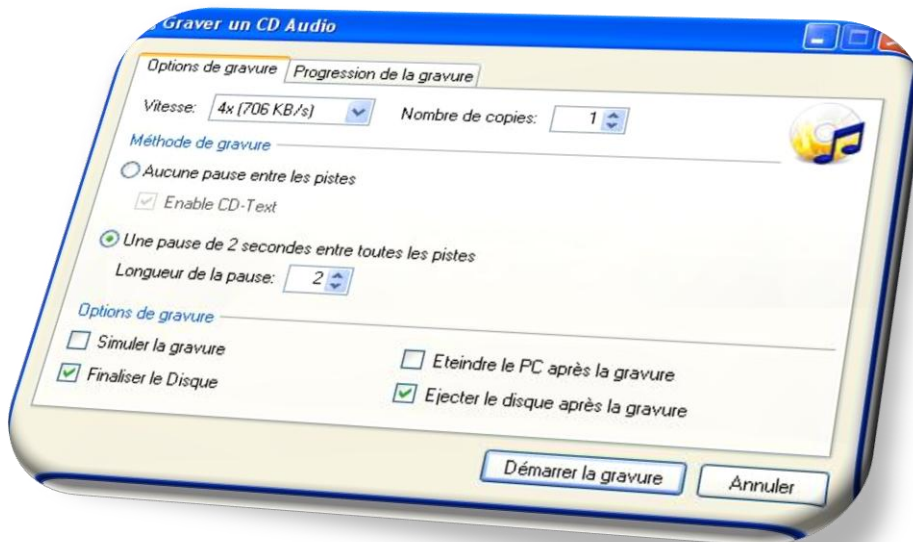 Graver un CD Audio
Options de gravure Progression de la gravure
Vitesse: 4x (706 KB/s) Nombre de copies: 1
Méthode de gravure
Aucune pause entre les pistes
Enable CD-Text
Une pause de 2 secondes entre toutes les pistes
Longueur de la pause: 2
Options de gravure
Simuler la gravure Eteindre le PC après la gravure
Finaliser le Disque Ejecter le disque après la gravure
Démarrer la gravure Annuler